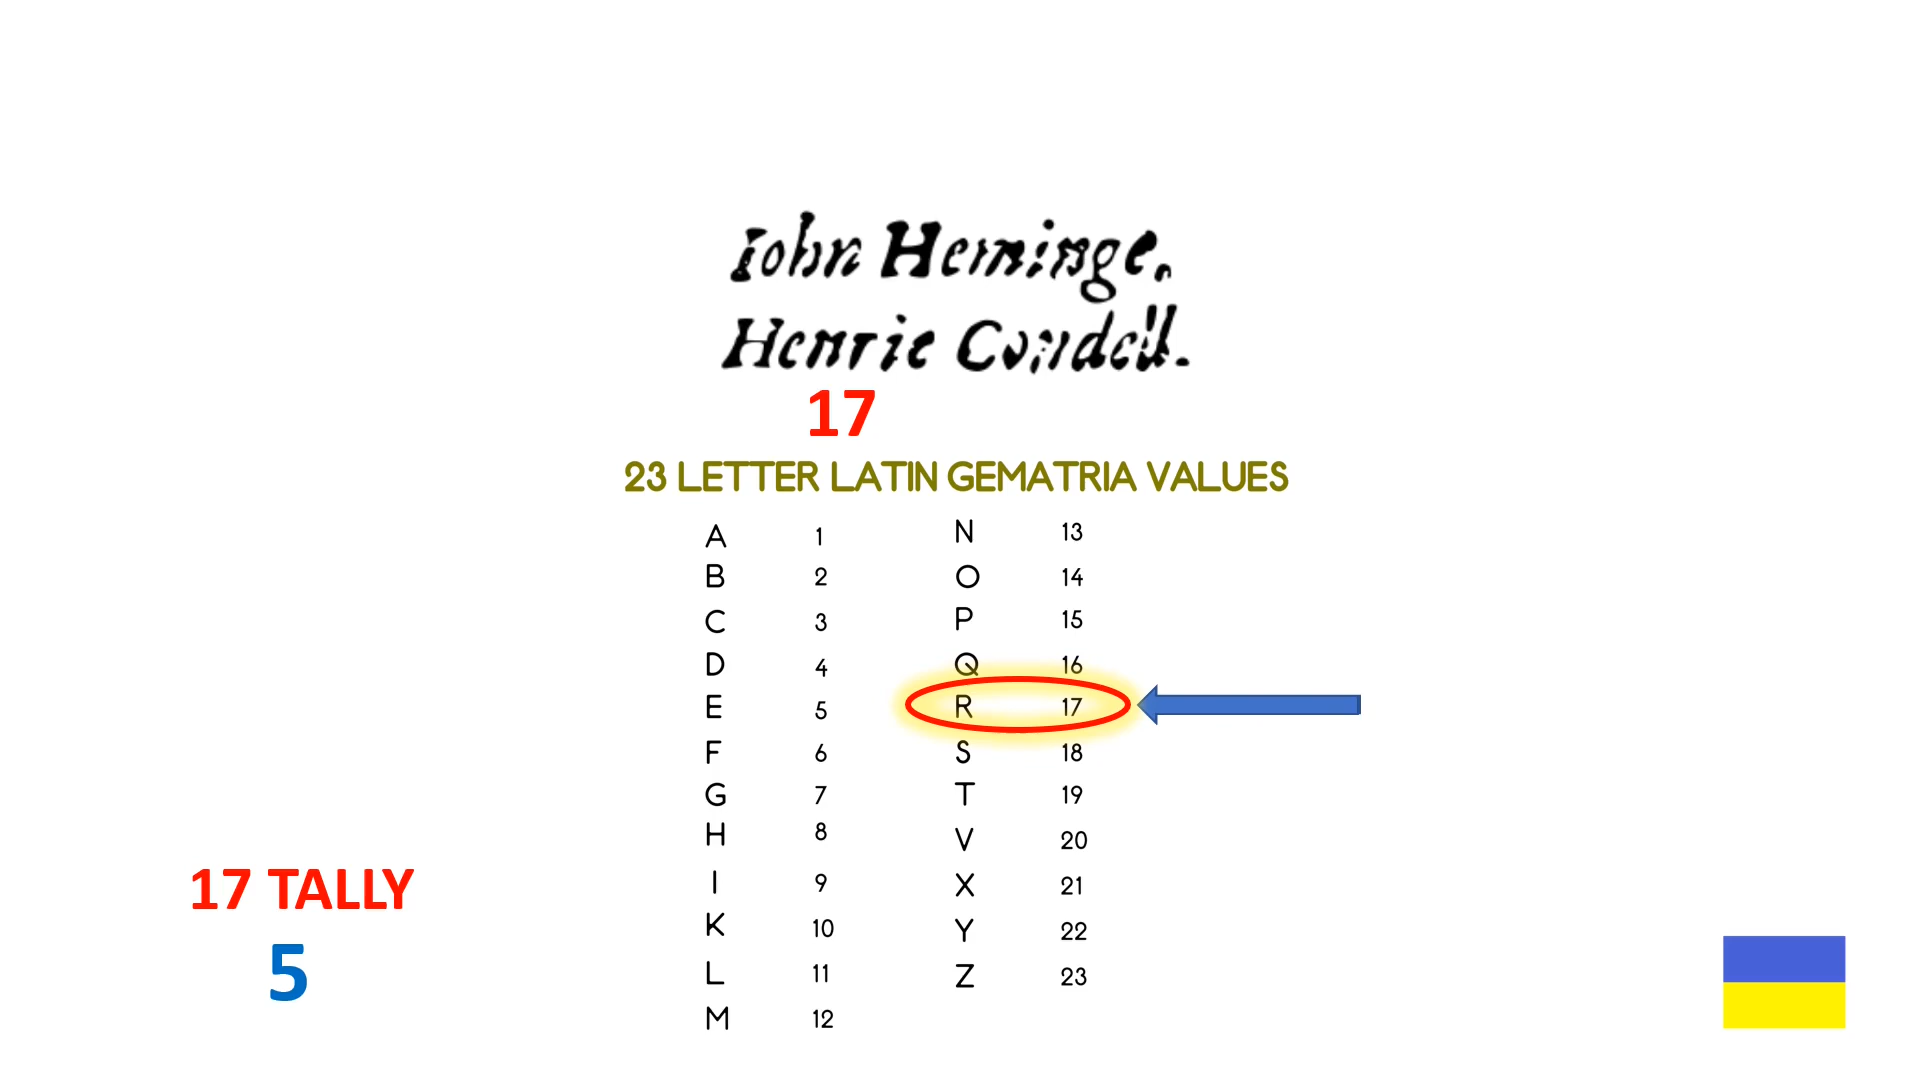 Iohn Heminge.
Henrie Condell.
17
23 LETTER LATIN GEMATRIA VALUES
A 1 N 13
B 2 O 14
C 3 P 15
D 4 Q 16
E 5 R 17
F 6 S 18
G 7 T 19
H 8 V 20
I 9 X 21
K 10 Y 22
L 11 Z 23
M 12
17 TALLY
5